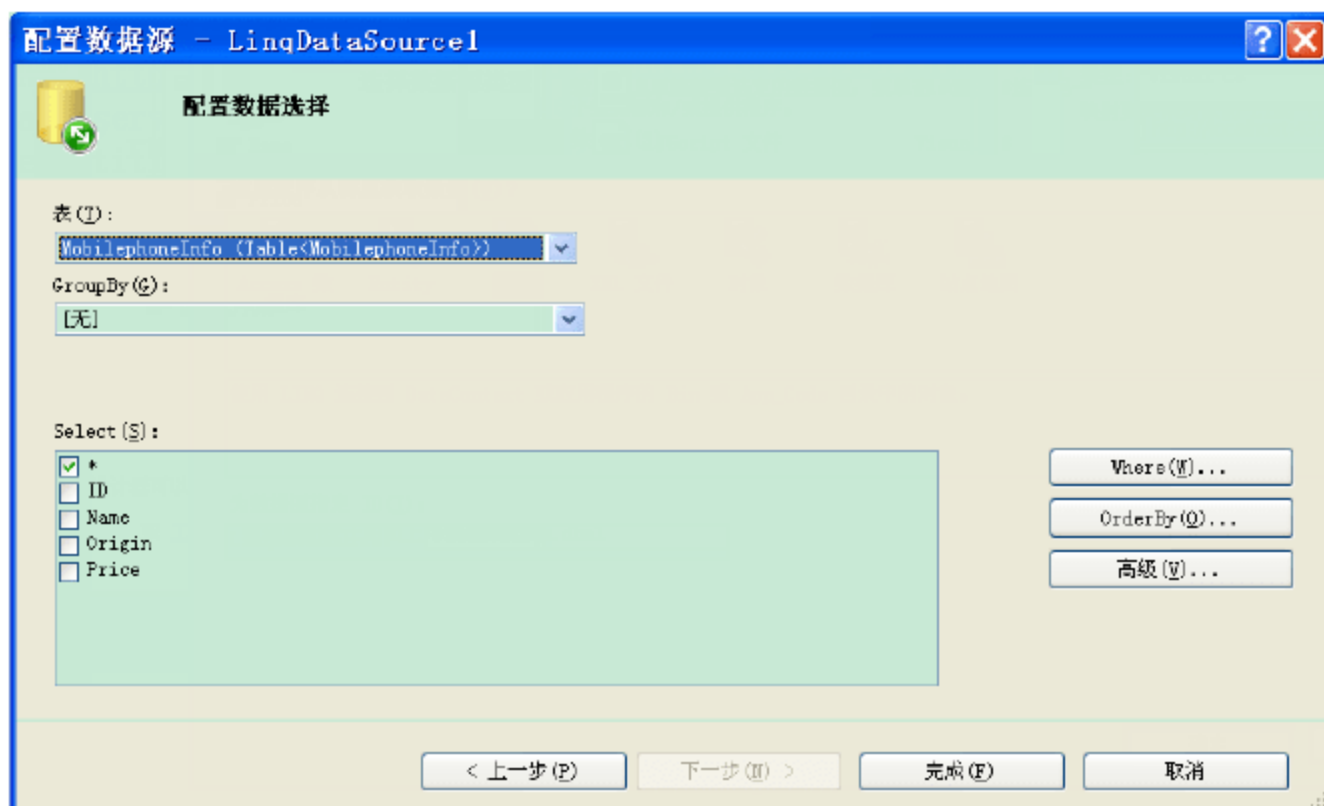 配置数据源 - LinqDataSource1
配置数据选择
表(T):
MobilephoneInfo (Table<MobilephoneInfo>)
GroupBy(G):
[无]
Select(S):
*
ID
Name
Origin
Price
Where(W)...
OrderBy(O)...
高级(V)...
< 上一步(P)
下一步(N) >
完成(F)
取消